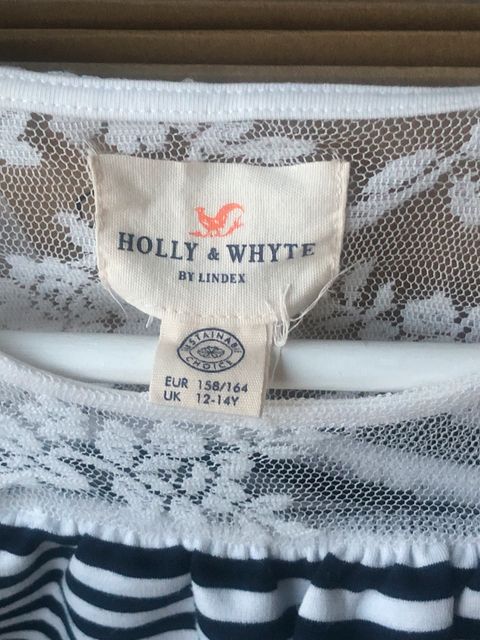 HOLLY & WHYTE
BY LINDEX
SUSTAINABLE
CHOICE
EUR 158/164
UK 12-14Y